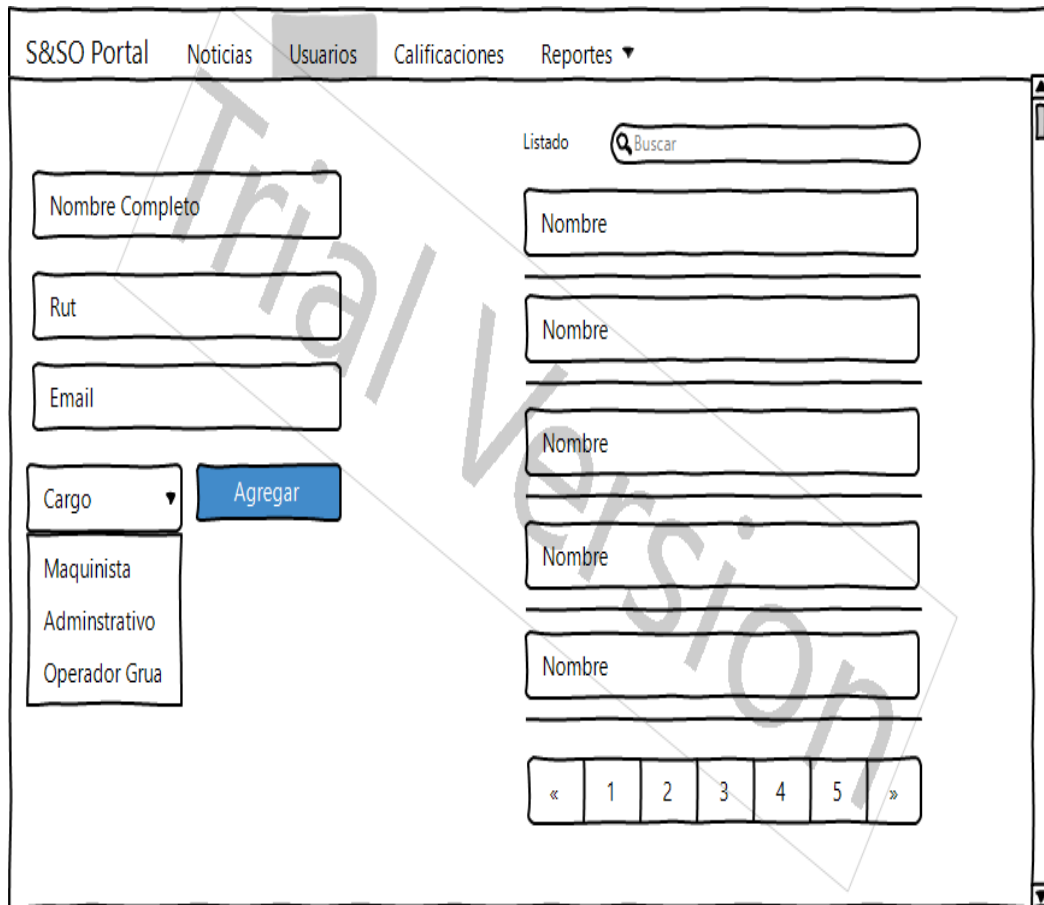 S&SO Portal Noticias Usuarios Calificaciones Reportes
Nombre Completo
Rut
Email
Cargo Agregar
Maquinista
Adminstrativo
Operador Grua
Listado Buscar
Nombre
Nombre
Nombre
Nombre
Nombre
« 1 2 3 4 5 »
Trial Version